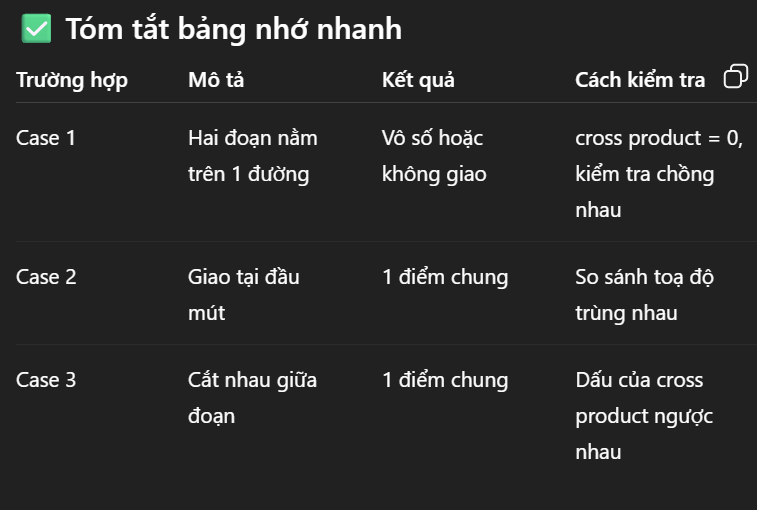 ✅ Tóm tắt bảng nhớ nhanh
Trường hợp Mô tả Kết quả Cách kiểm tra
Case 1 Hai đoạn nằm Vô số hoặc cross product = 0,
trên 1 đường không giao kiểm tra chồng
nhau
Case 2 Giao tại đầu 1 điểm chung So sánh toạ độ
mút trùng nhau
Case 3 Cắt nhau giữa 1 điểm chung Dấu của cross
đoạn product ngược
nhau